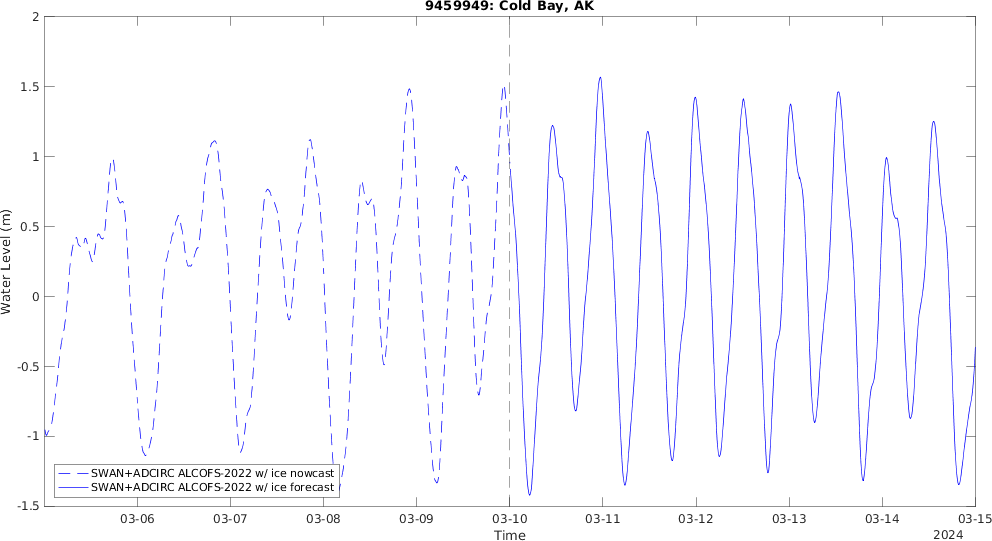 9459949: Cold Bay, AK
Water Level (m)
2
1.5
1
0.5
0
-0.5
-1
-1.5
SWAN+ADCIRC ALCOFS-2022 w/ ice nowcast
SWAN+ADCIRC ALCOFS-2022 w/ ice forecast
03-06 03-07 03-08 03-09 03-10 03-11 03-12 03-13 03-14 03-15
Time
2024